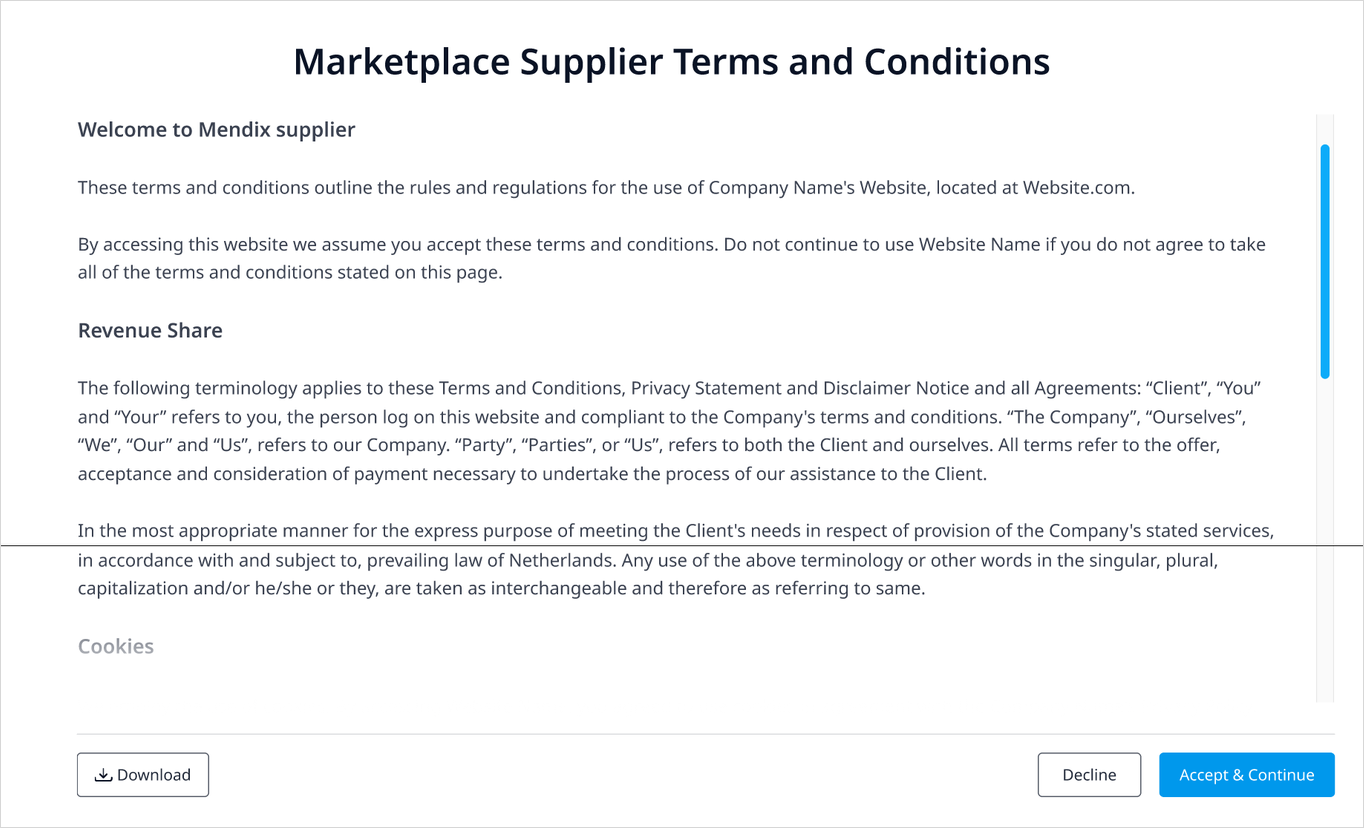 Marketplace Supplier Terms and Conditions
Welcome to Mendix supplier
These terms and conditions outline the rules and regulations for the use of Company Name's Website, located at Website.com.
By accessing this website we assume you accept these terms and conditions. Do not continue to use Website Name if you do not agree to take
all of the terms and conditions stated on this page.
Revenue Share
The following terminology applies to these Terms and Conditions, Privacy Statement and Disclaimer Notice and all Agreements: “Client”, “You”
and “Your” refers to you, the person log on this website and compliant to the Company's terms and conditions. “The Company”, “Ourselves”,
“We”, “Our” and “Us”, refers to our Company. “Party”, “Parties”, or “Us”, refers to both the Client and ourselves. All terms refer to the offer,
acceptance and consideration of payment necessary to undertake the process of our assistance to the Client.
In the most appropriate manner for the express purpose of meeting the Client's needs in respect of provision of the Company's stated services,
in accordance with and subject to, prevailing law of Netherlands. Any use of the above terminology or other words in the singular, plural,
capitalization and/or he/she or they, are taken as interchangeable and therefore as referring to same.
Cookies
Download
Decline
Accept & Continue